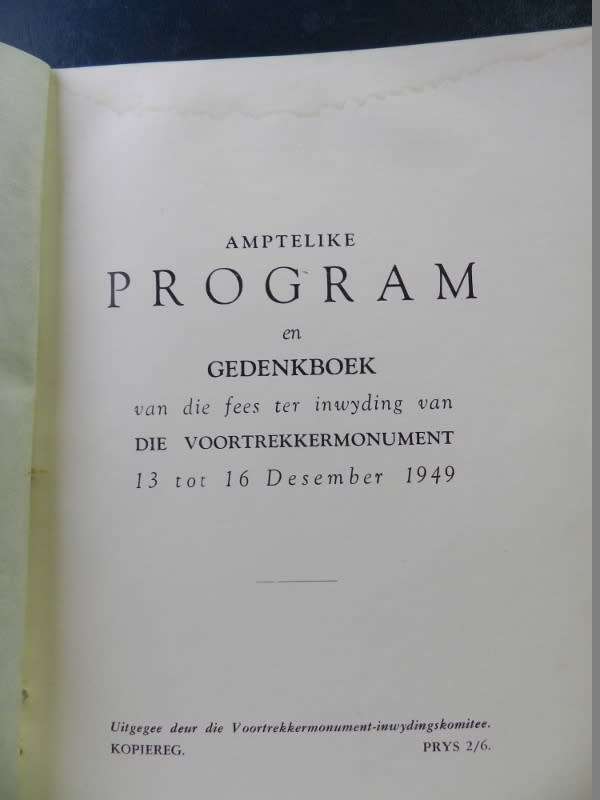 AMPTELIKE
PROGRAM
en
GEDENKBOEK
van die fees ter inwyding van
DIE VOORTREKKERMONUMENT
13 tot 16 Desember 1949
Uitgegee deur die Voortrekkermonument-inwydingskomitee.
KOPIEREG. PRYS 2/6.